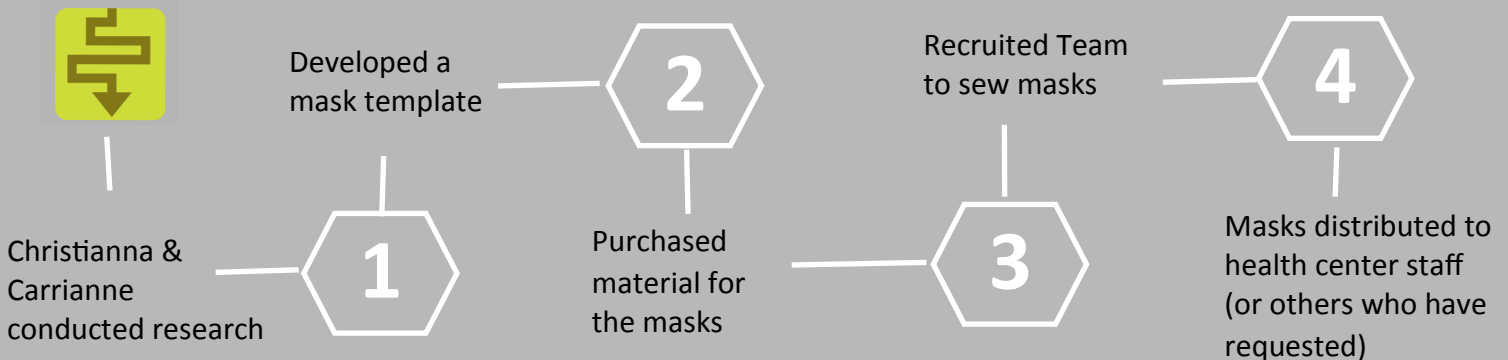 Christianna &
Carrianne
conducted research
1
Developed a
mask template
2
Purchased
material for
the masks
3
Recruited Team
to sew masks
4
Masks distributed to
health center staff
(or others who have
requested)